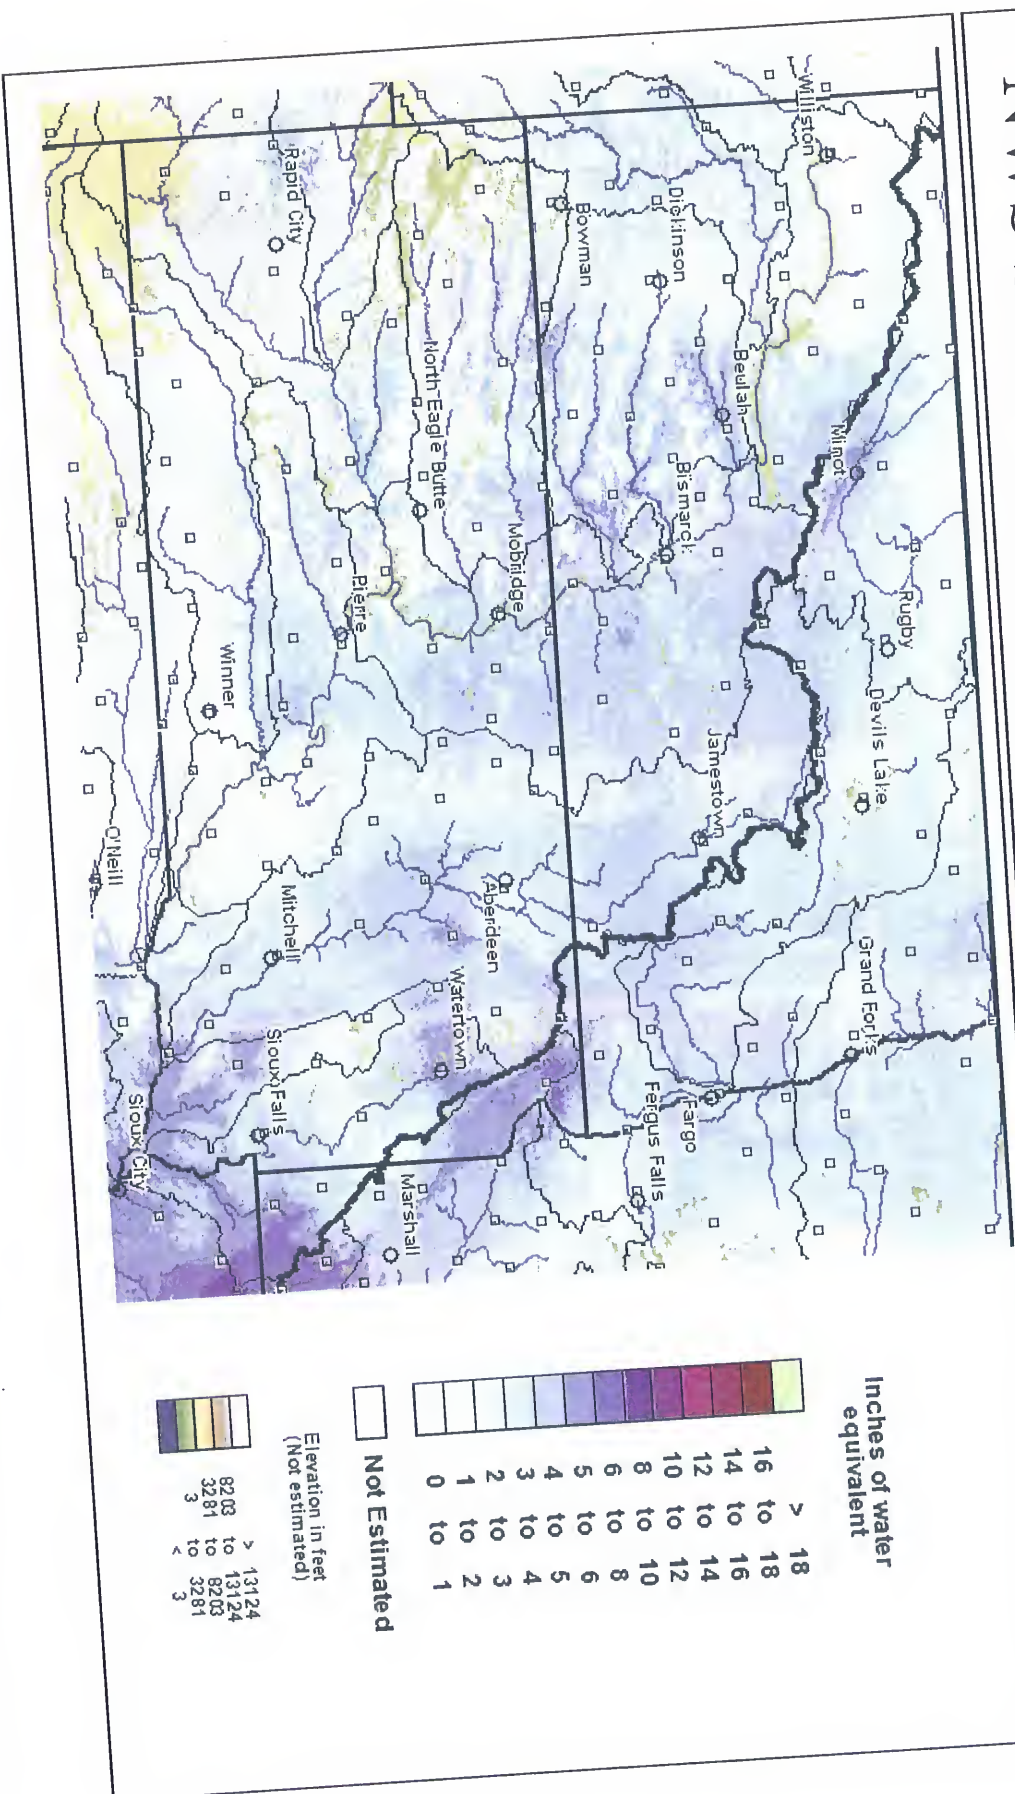 Williston
Minot
Rugby
Devils Lake
Grand Forks
Dickinson
Beulah
Bismarck
Jamestown
Fargo
Bowman
Fergus Falls
Mobridge
Aberdeen
North Eagle Butte
Watertown
Marshall
Rapid City
Pierre
Mitchell
Sioux Falls
Winner
O'Neill
Sioux City
Inches of water
equivalent
> 18
16 to 18
14 to 16
12 to 14
10 to 12
8 to 10
6 to 8
5 to 6
4 to 5
3 to 4
2 to 3
1 to 2
0 to 1
Not Estimated
Elevation in feet
(Not estimated)
> 13124
8203 to 13124
3281 to 8203
3 to 3281
< 3